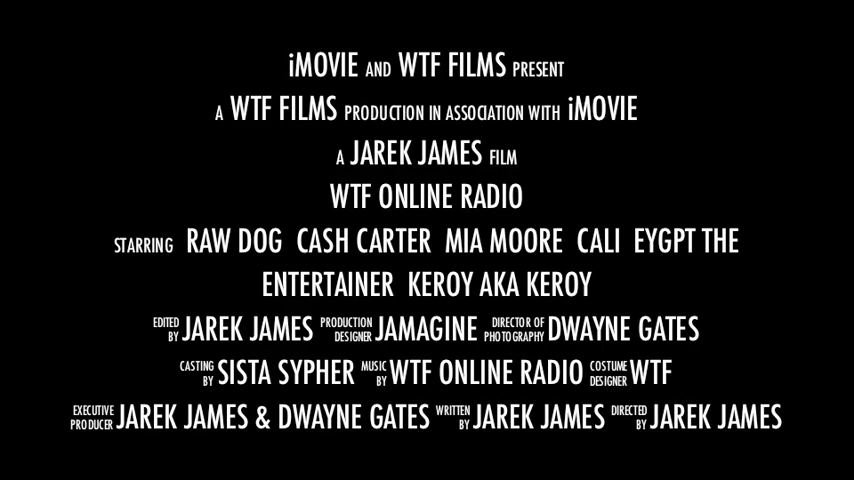 iMOVIE AND WTF FILMS PRESENT
A WTF FILMS PRODUCTION IN ASSOCIATION WITH iMOVIE
A JAREK JAMES FILM
WTF ONLINE RADIO
STARRING RAW DOG CASH CARTER MIA MOORE CALI EYGPT THE
ENTERTAINER KEROY AKA KEROY
EDITED BY JAREK JAMES PRODUCTION DESIGNER JAMAGINE DIRECTOR OF PHOTOGRAPHY DWAYNE GATES
CASTING BY SISTA SYPHER MUSIC BY WTF ONLINE RADIO COSTUME DESIGNER WTF
EXECUTIVE PRODUCER JAREK JAMES & DWAYNE GATES WRITTEN BY JAREK JAMES DIRECTED BY JAREK JAMES